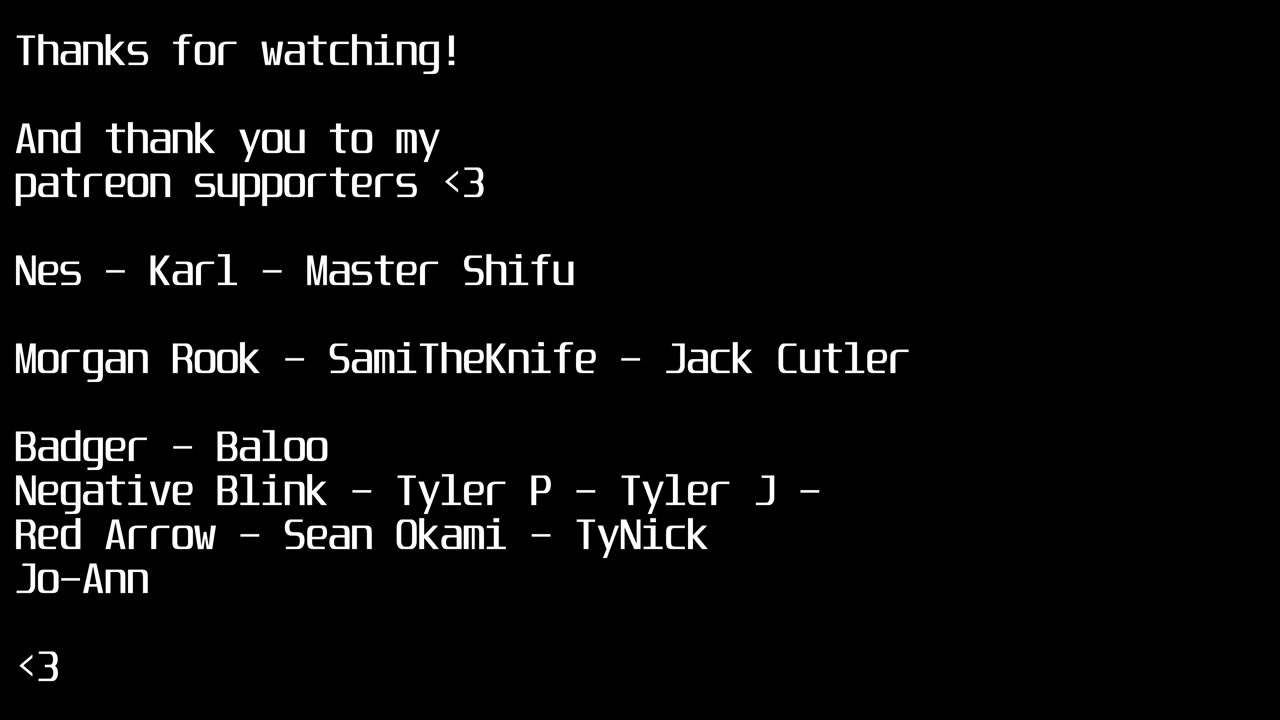 Thanks for watching!
And thank you to my
patreon supporters <3
Nes - Karl - Master Shifu
Morgan Rook - SamiTheKnife - Jack Cutler
Badger - Baloo
Negative Blink - Tyler P - Tyler J -
Red Arrow - Sean Okami - TyNick
Jo-Ann
<3